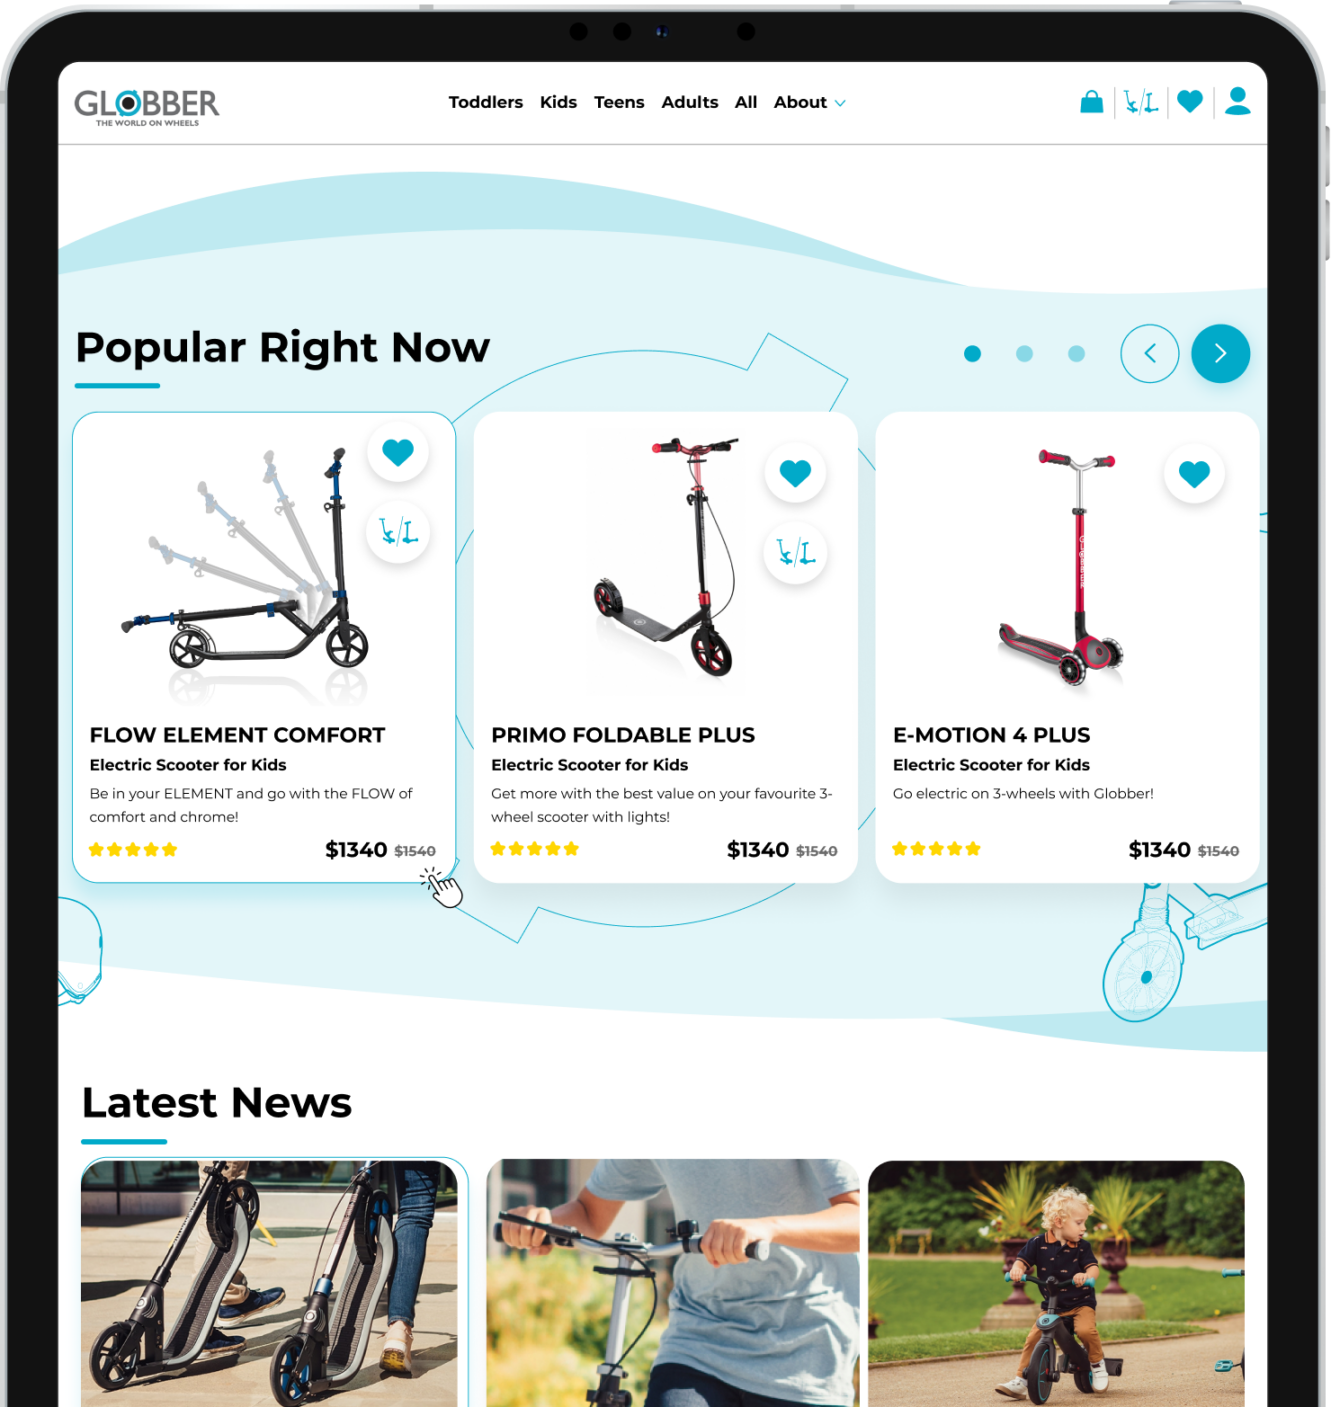 GLOBBER
THE WORLD ON WHEELS
Toddlers Kids Teens Adults All About
Popular Right Now
GLOBBER
FLOW ELEMENT COMFORT
Electric Scooter for Kids
Be in your ELEMENT and go with the FLOW of
comfort and chrome!
$1340 $1540
PRIMO FOLDABLE PLUS
Electric Scooter for Kids
Get more with the best value on your favourite 3-
wheel scooter with lights!
$1340 $1540
E-MOTION 4 PLUS
Electric Scooter for Kids
Go electric on 3-wheels with Globber!
$1340 $1540
Latest News